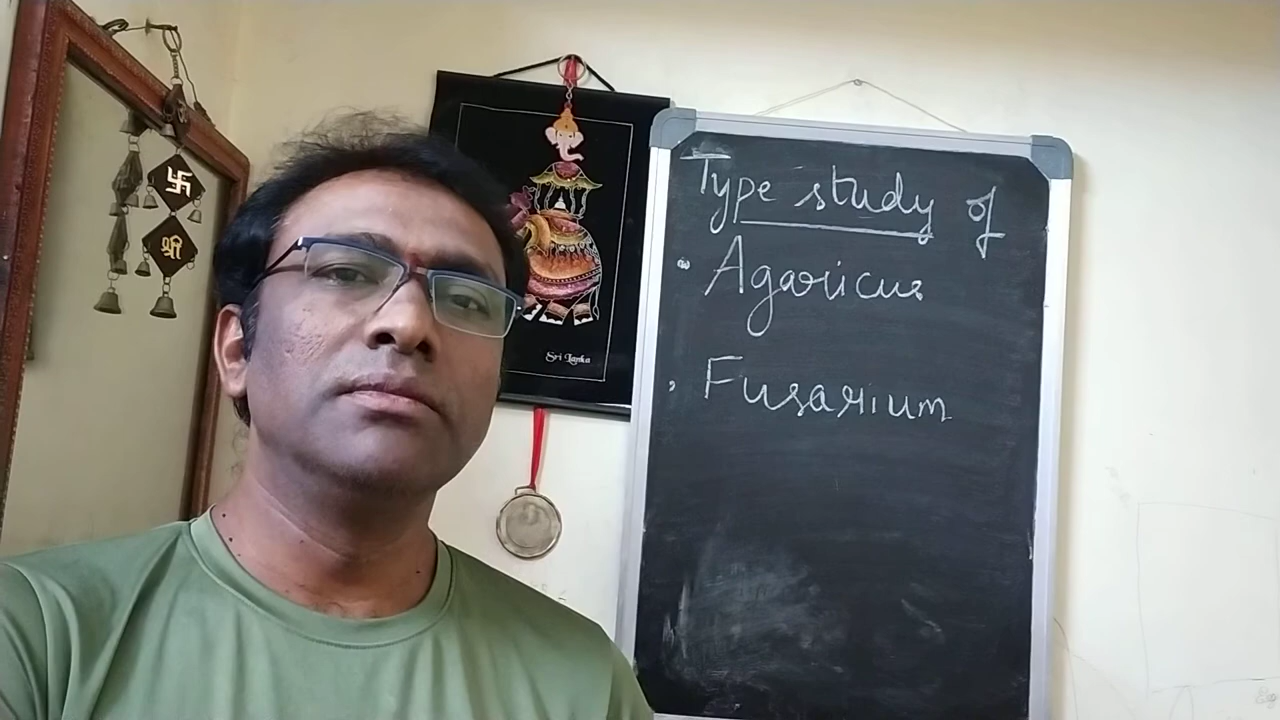 श्री
Sri Lanka
Type study of
Agaricus
Fusarium